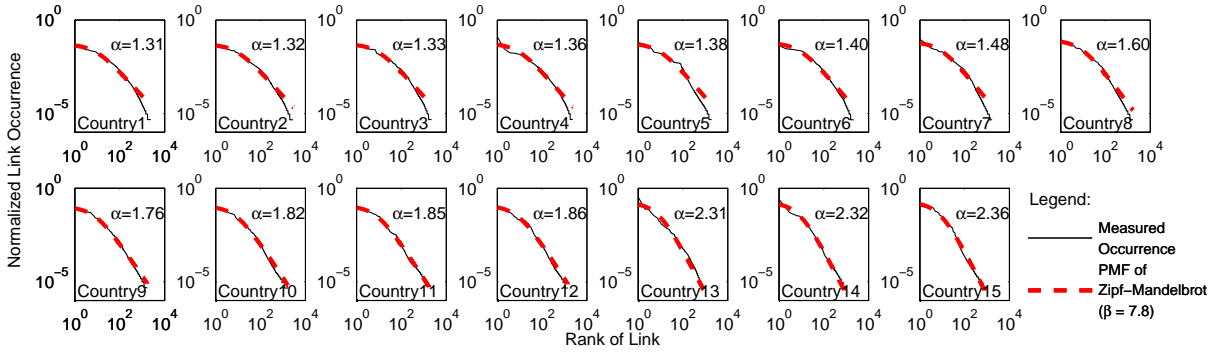 Normalized Link Occurrence
10^0
10^-5
α=1.31
Country1
10^0 10^2 10^4
10^0
10^-5
α=1.32
Country2
10^0 10^2 10^4
10^0
10^-5
α=1.33
Country3
10^0 10^2 10^4
10^0
10^-5
α=1.36
Country4
10^0 10^2 10^4
10^0
10^-5
α=1.38
Country5
10^0 10^2 10^4
10^0
10^-5
α=1.40
Country6
10^0 10^2 10^4
10^0
10^-5
α=1.48
Country7
10^0 10^2 10^4
10^0
10^-5
α=1.60
Country8
10^0 10^2 10^4
10^0
10^-5
α=1.76
Country9
10^0 10^2 10^4
10^0
10^-5
α=1.82
Country10
10^0 10^2 10^4
10^0
10^-5
α=1.85
Country11
10^0 10^2 10^4
10^0
10^-5
α=1.86
Country12
10^0 10^2 10^4
10^0
10^-5
α=2.31
Country13
10^0 10^2 10^4
10^0
10^-5
α=2.32
Country14
10^0 10^2 10^4
10^0
10^-5
α=2.36
Country15
10^0 10^2 10^4
Rank of Link
Legend:
Measured
Occurrence
PMF of
Zipf−Mandelbrot
(β = 7.8)